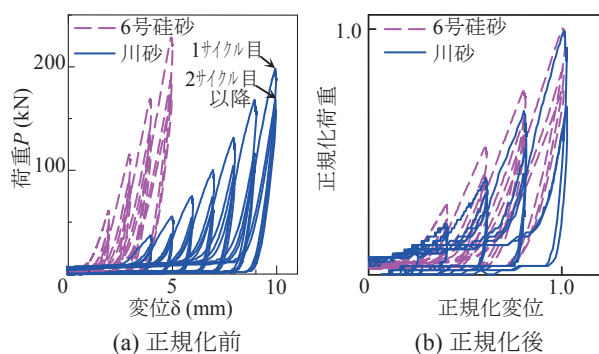 6号硅砂
川砂
1サイクル目
2サイクル目
以降
200
100
0
5
10
荷重P (kN)
変位δ (mm)
(a) 正規化前
6号硅砂
川砂
1.0
0
1.0
正規化荷重
正規化変位
(b) 正規化後